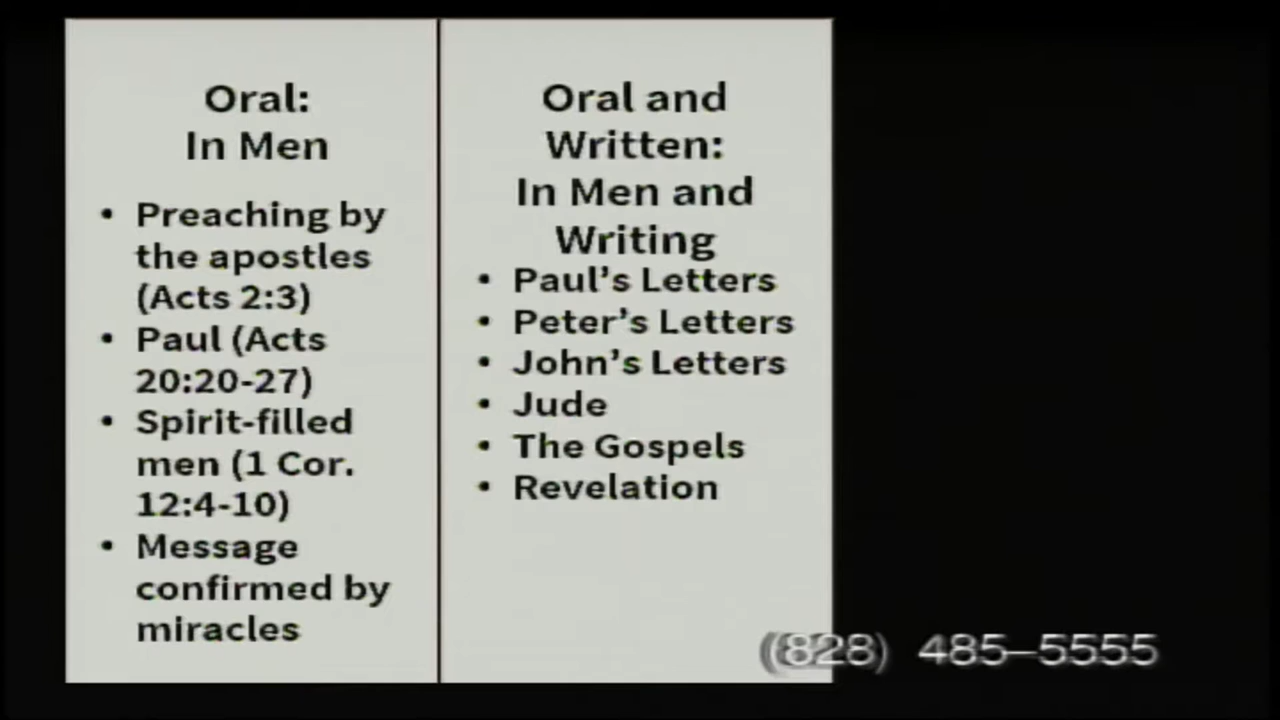 Oral:
In Men
• Preaching by
the apostles
(Acts 2:3)
• Paul (Acts
20:20-27)
• Spirit-filled
men (1 Cor.
12:4-10)
• Message
confirmed by
miracles
Oral and
Written:
In Men and
Writing
• Paul’s Letters
• Peter’s Letters
• John’s Letters
• Jude
• The Gospels
• Revelation
(828) 485–5555